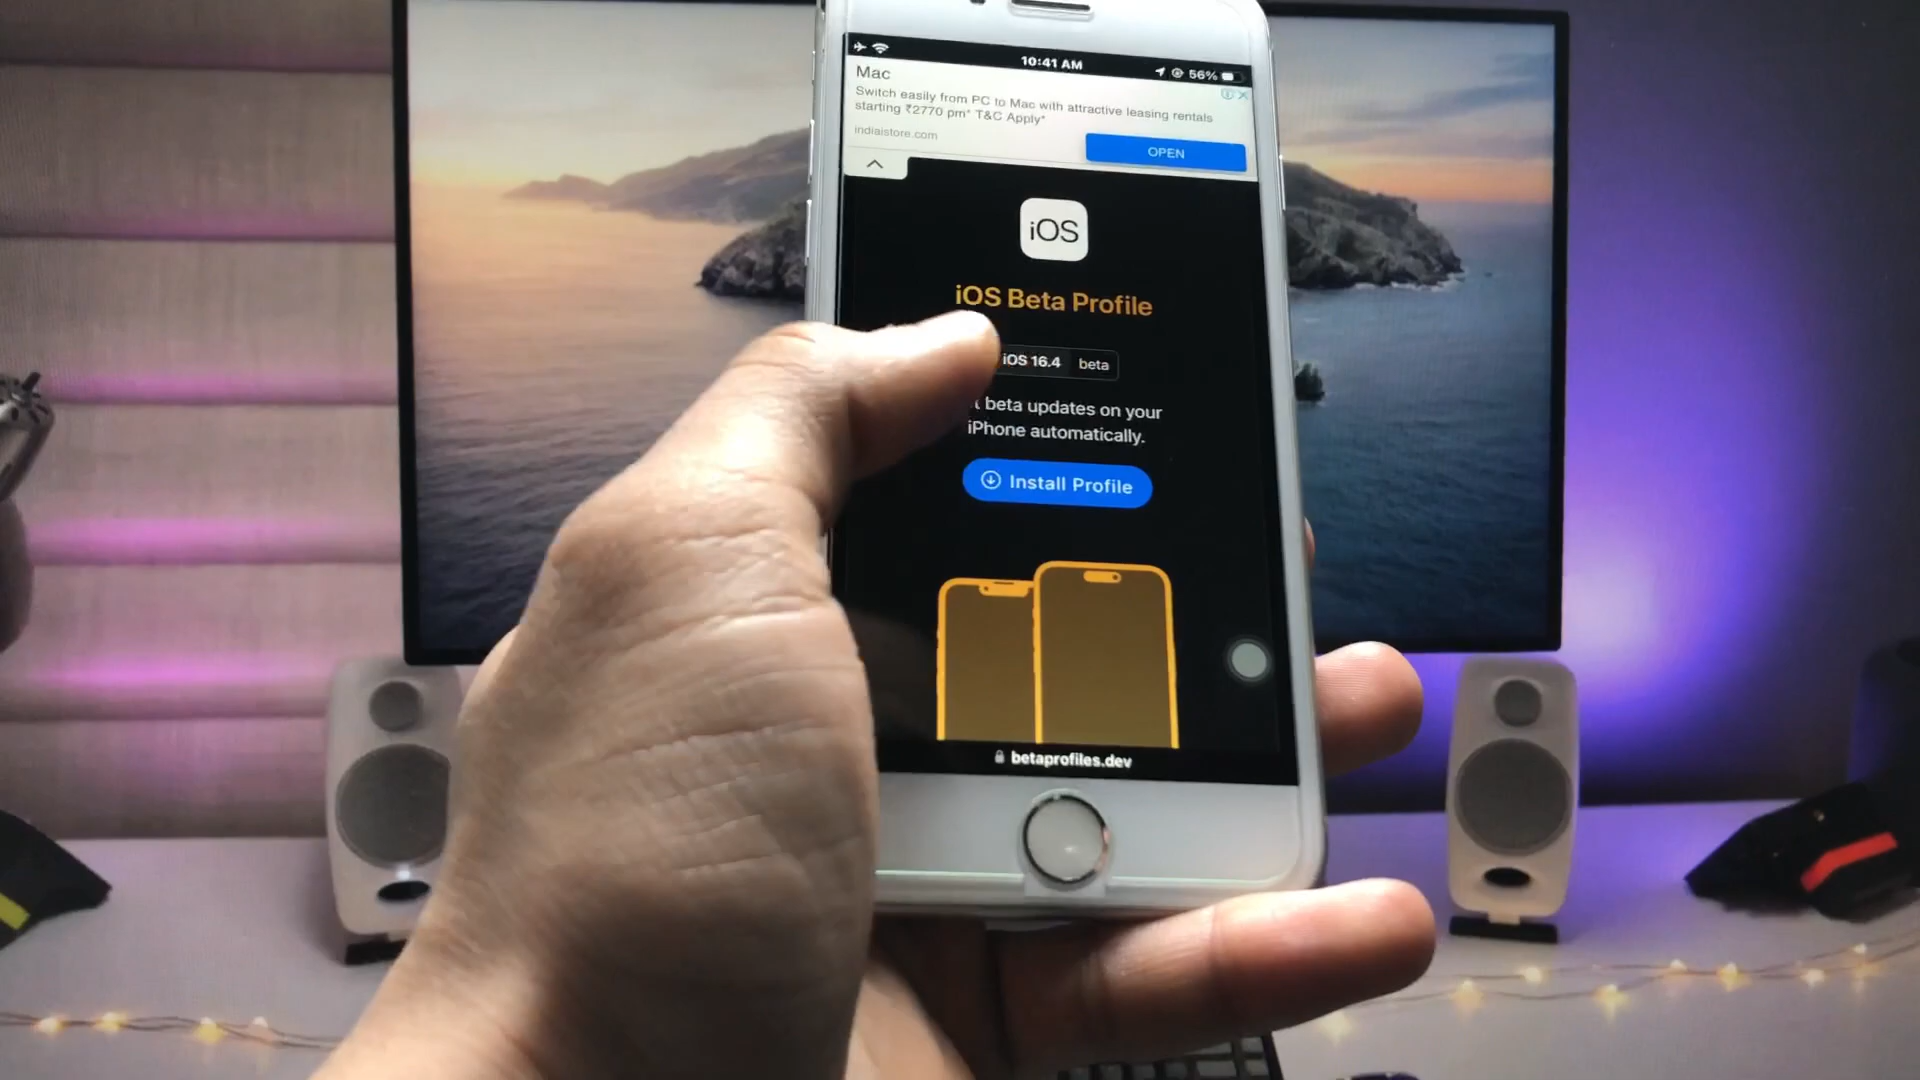 10:41 AM
56%
Mac
Switch easily from PC to Mac with attractive leasing rentals
starting ₹2770 pm* T&C Apply*
indiaistore.com
OPEN
iOS
iOS Beta Profile
iOS 16.4 beta
beta updates on your
iPhone automatically.
Install Profile
betaprofiles.dev